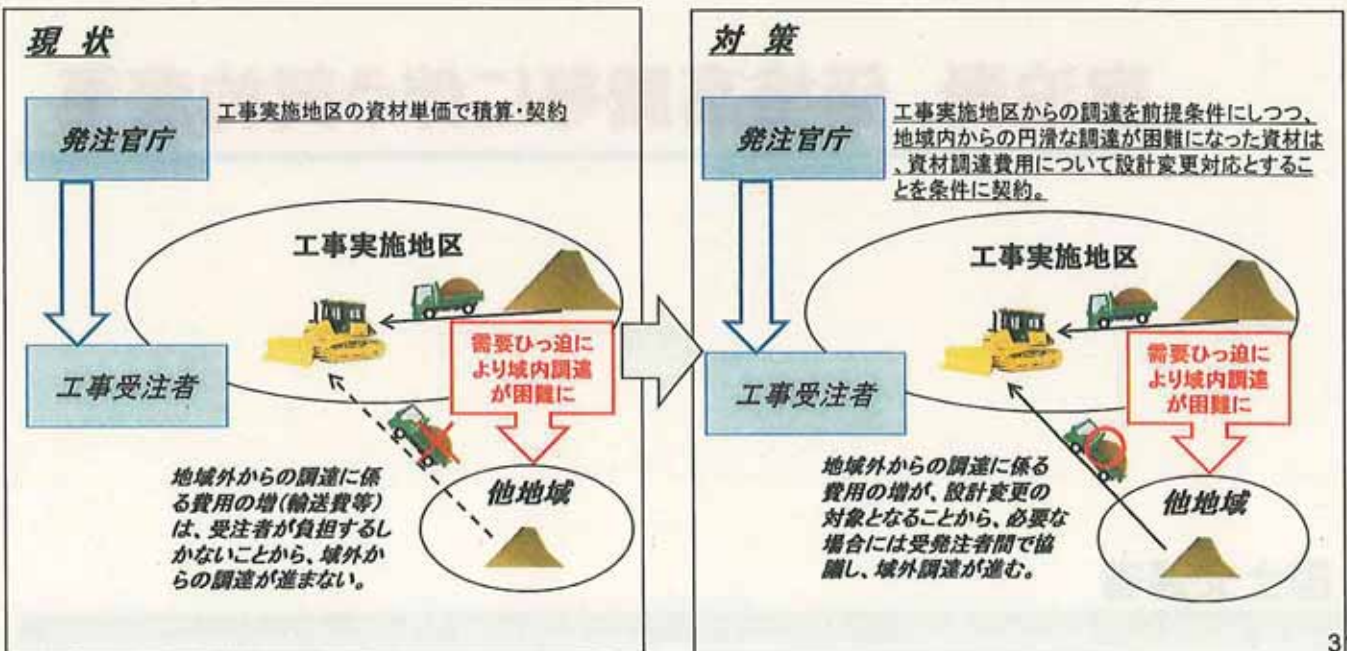 現 状
工事実施地区の資材単価で積算・契約
発注官庁
工事実施地区
需要ひっ迫に
より域内調達
が困難に
工事受注者
地域外からの調達に係
る費用の増(輸送費等)
は、受注者が負担するし
かないことから、域外か
らの調達が進まない。
他地域
対 策
工事実施地区からの調達を前提条件にしつつ、
地域内からの円滑な調達が困難になった資材は
、資材調達費用について設計変更対応とするこ
とを条件に契約。
発注官庁
工事実施地区
需要ひっ迫に
より域内調達
が困難に
工事受注者
地域外からの調達に係る
費用の増が、設計変更の
対象となることから、必要な
場合には受発注者間で協
議し、域外調達が進む。
他地域
3